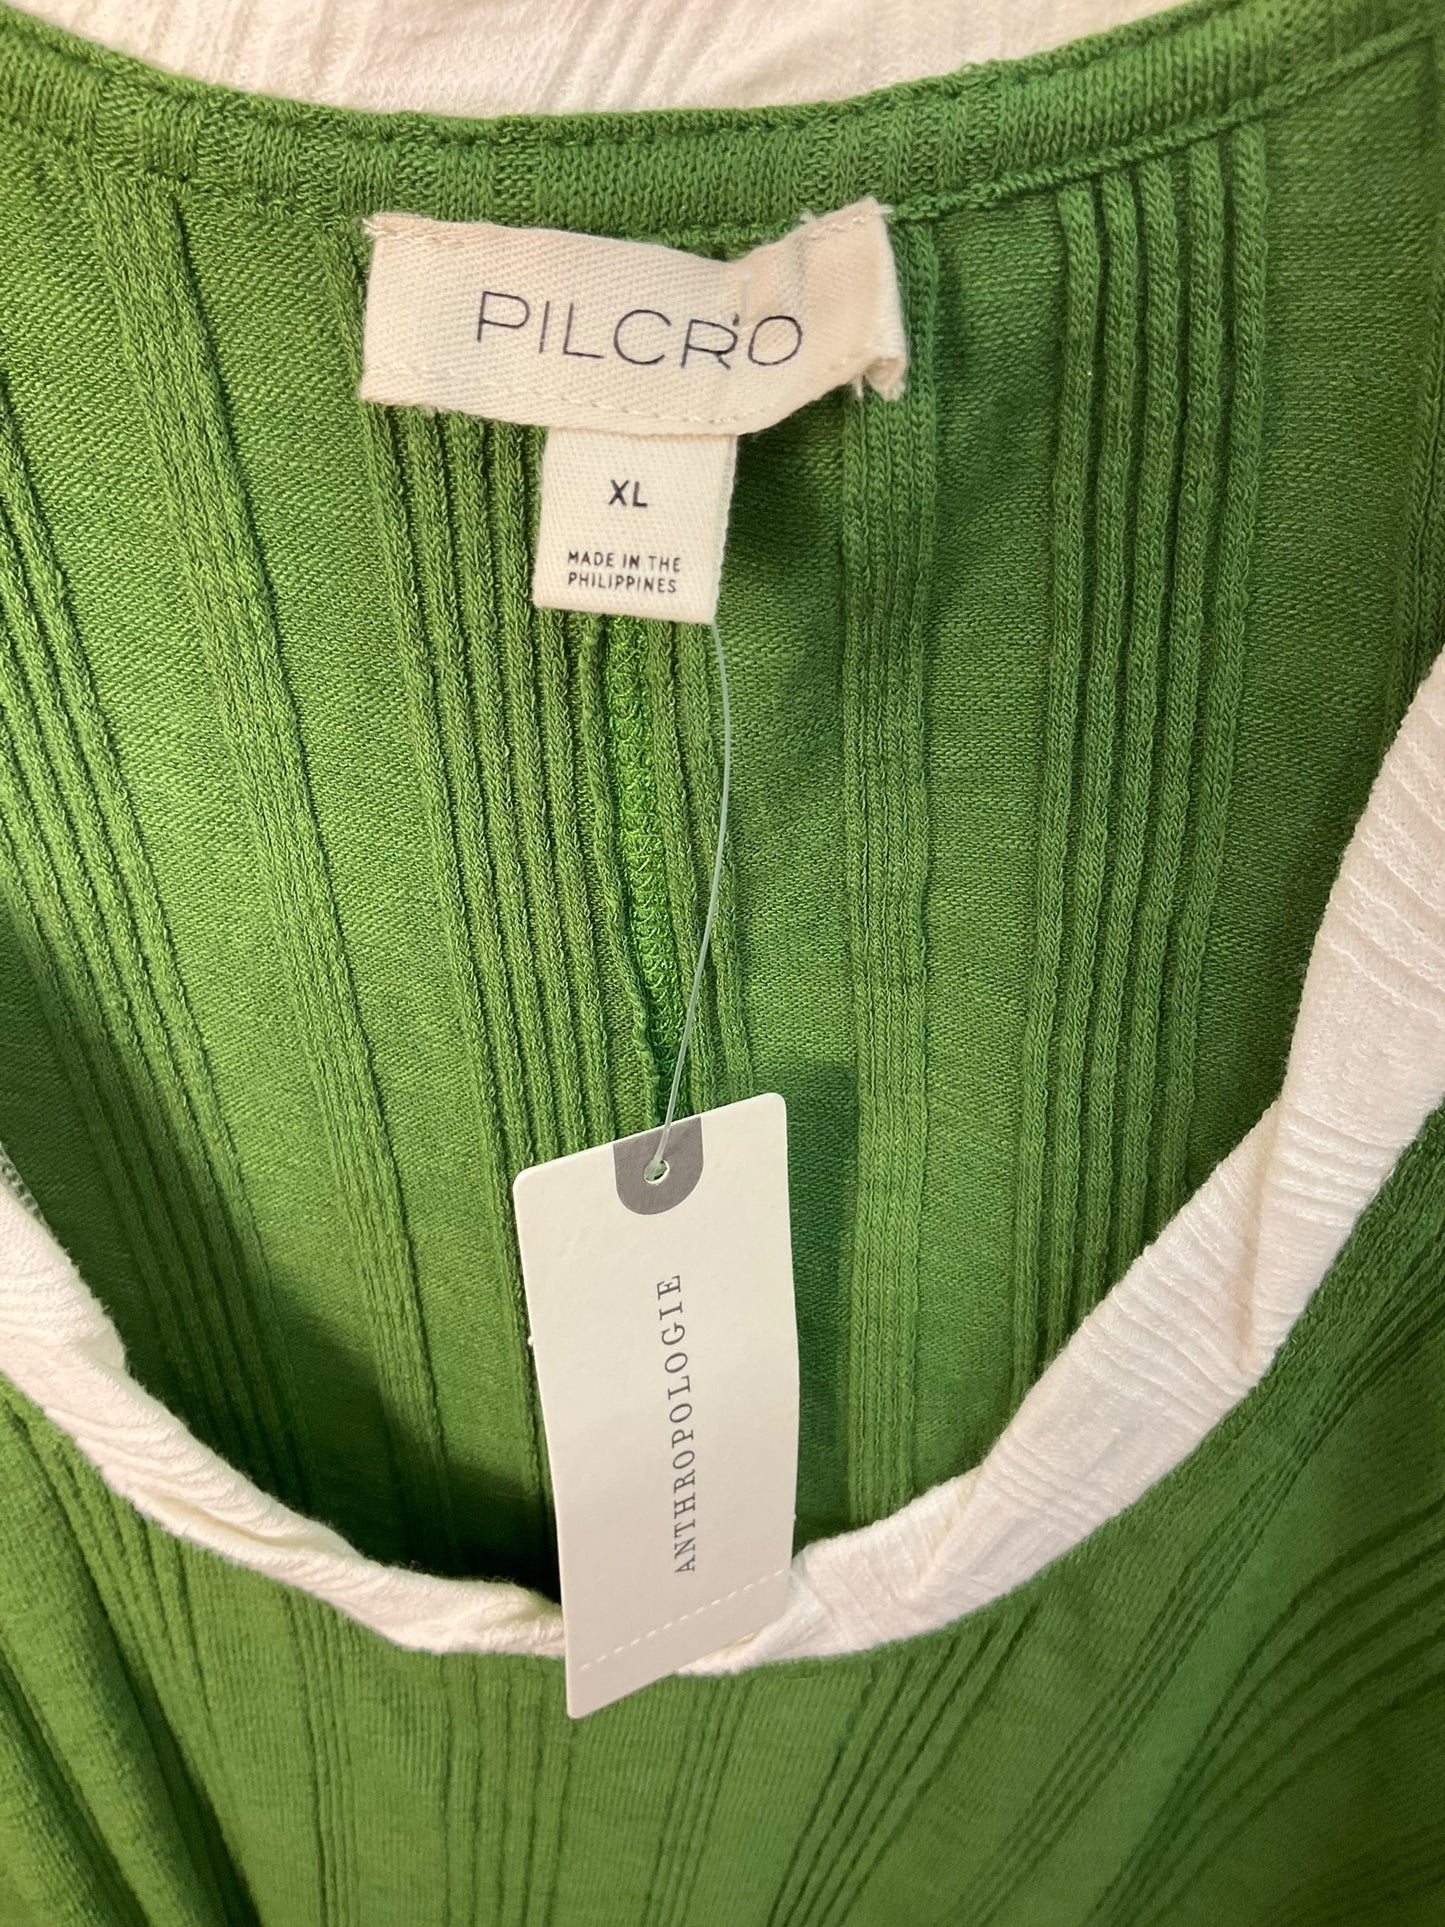 PILCRO
XL
MADE IN THE
PHILIPPINES
ANTHROPOLOGIE